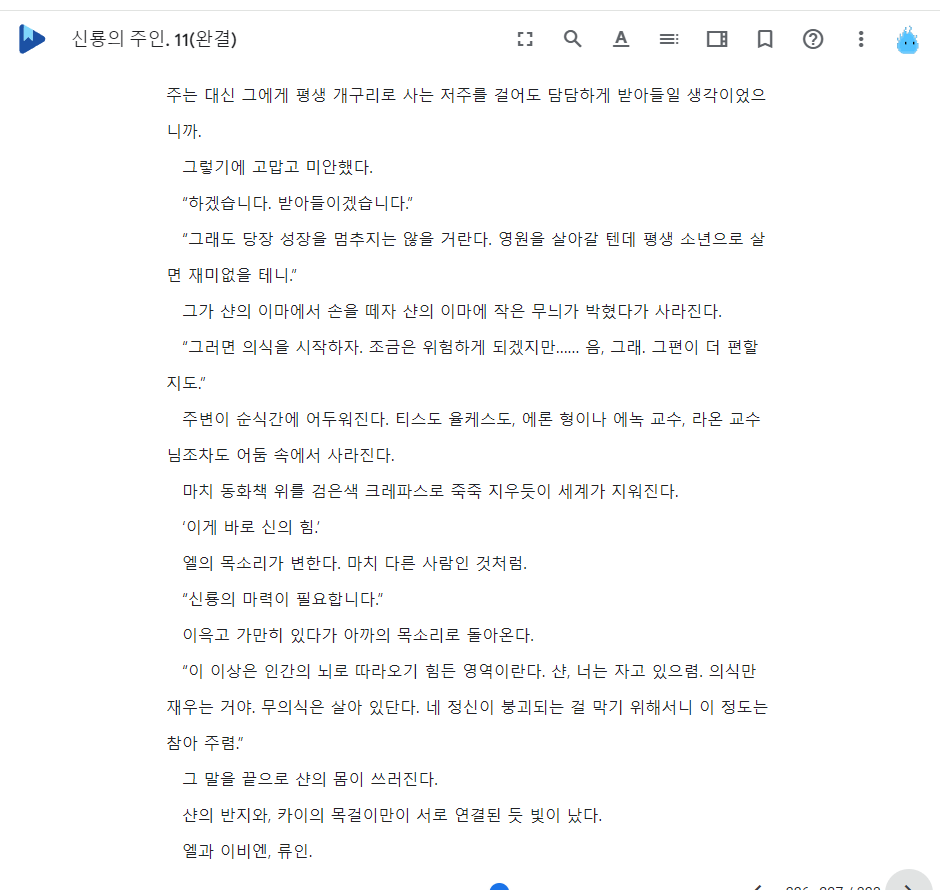 신룡의 주인. 11(완결)
주는 대신 그에게 평생 개구리로 사는 저주를 걸어도 담담하게 받아들일 생각이었으
니까.
그렇기에 고맙고 미안했다.
“하겠습니다. 받아들이겠습니다.”
“그래도 당장 성장을 멈추지는 않을 거란다. 영원을 살아갈 텐데 평생 소년으로 살
면 재미없을 테니.”
그가 샨의 이마에서 손을 떼자 샨의 이마에 작은 무늬가 박혔다가 사라진다.
“그러면 의식을 시작하자. 조금은 위험하게 되겠지만...... 음, 그래. 그편이 더 편할
지도.”
주변이 순식간에 어두워진다. 티스도 율케스도, 에론 형이나 에녹 교수, 라온 교수
님조차도 어둠 속에서 사라진다.
마치 동화책 위를 검은색 크레파스로 죽죽 지우듯이 세계가 지워진다.
‘이게 바로 신의 힘.’
엘의 목소리가 변한다. 마치 다른 사람인 것처럼.
“신룡의 마력이 필요합니다.”
이윽고 가만히 있다가 아까의 목소리로 돌아온다.
“이 이상은 인간의 뇌로 따라오기 힘든 영역이란다. 샨, 너는 자고 있으렴. 의식만
재우는 거야. 무의식은 살아 있단다. 네 정신이 붕괴되는 걸 막기 위해서니 이 정도는
참아 주렴.”
그 말을 끝으로 샨의 몸이 쓰러진다.
샨의 반지와, 카이의 목걸이만이 서로 연결된 듯 빛이 났다.
엘과 이비엔, 류인.